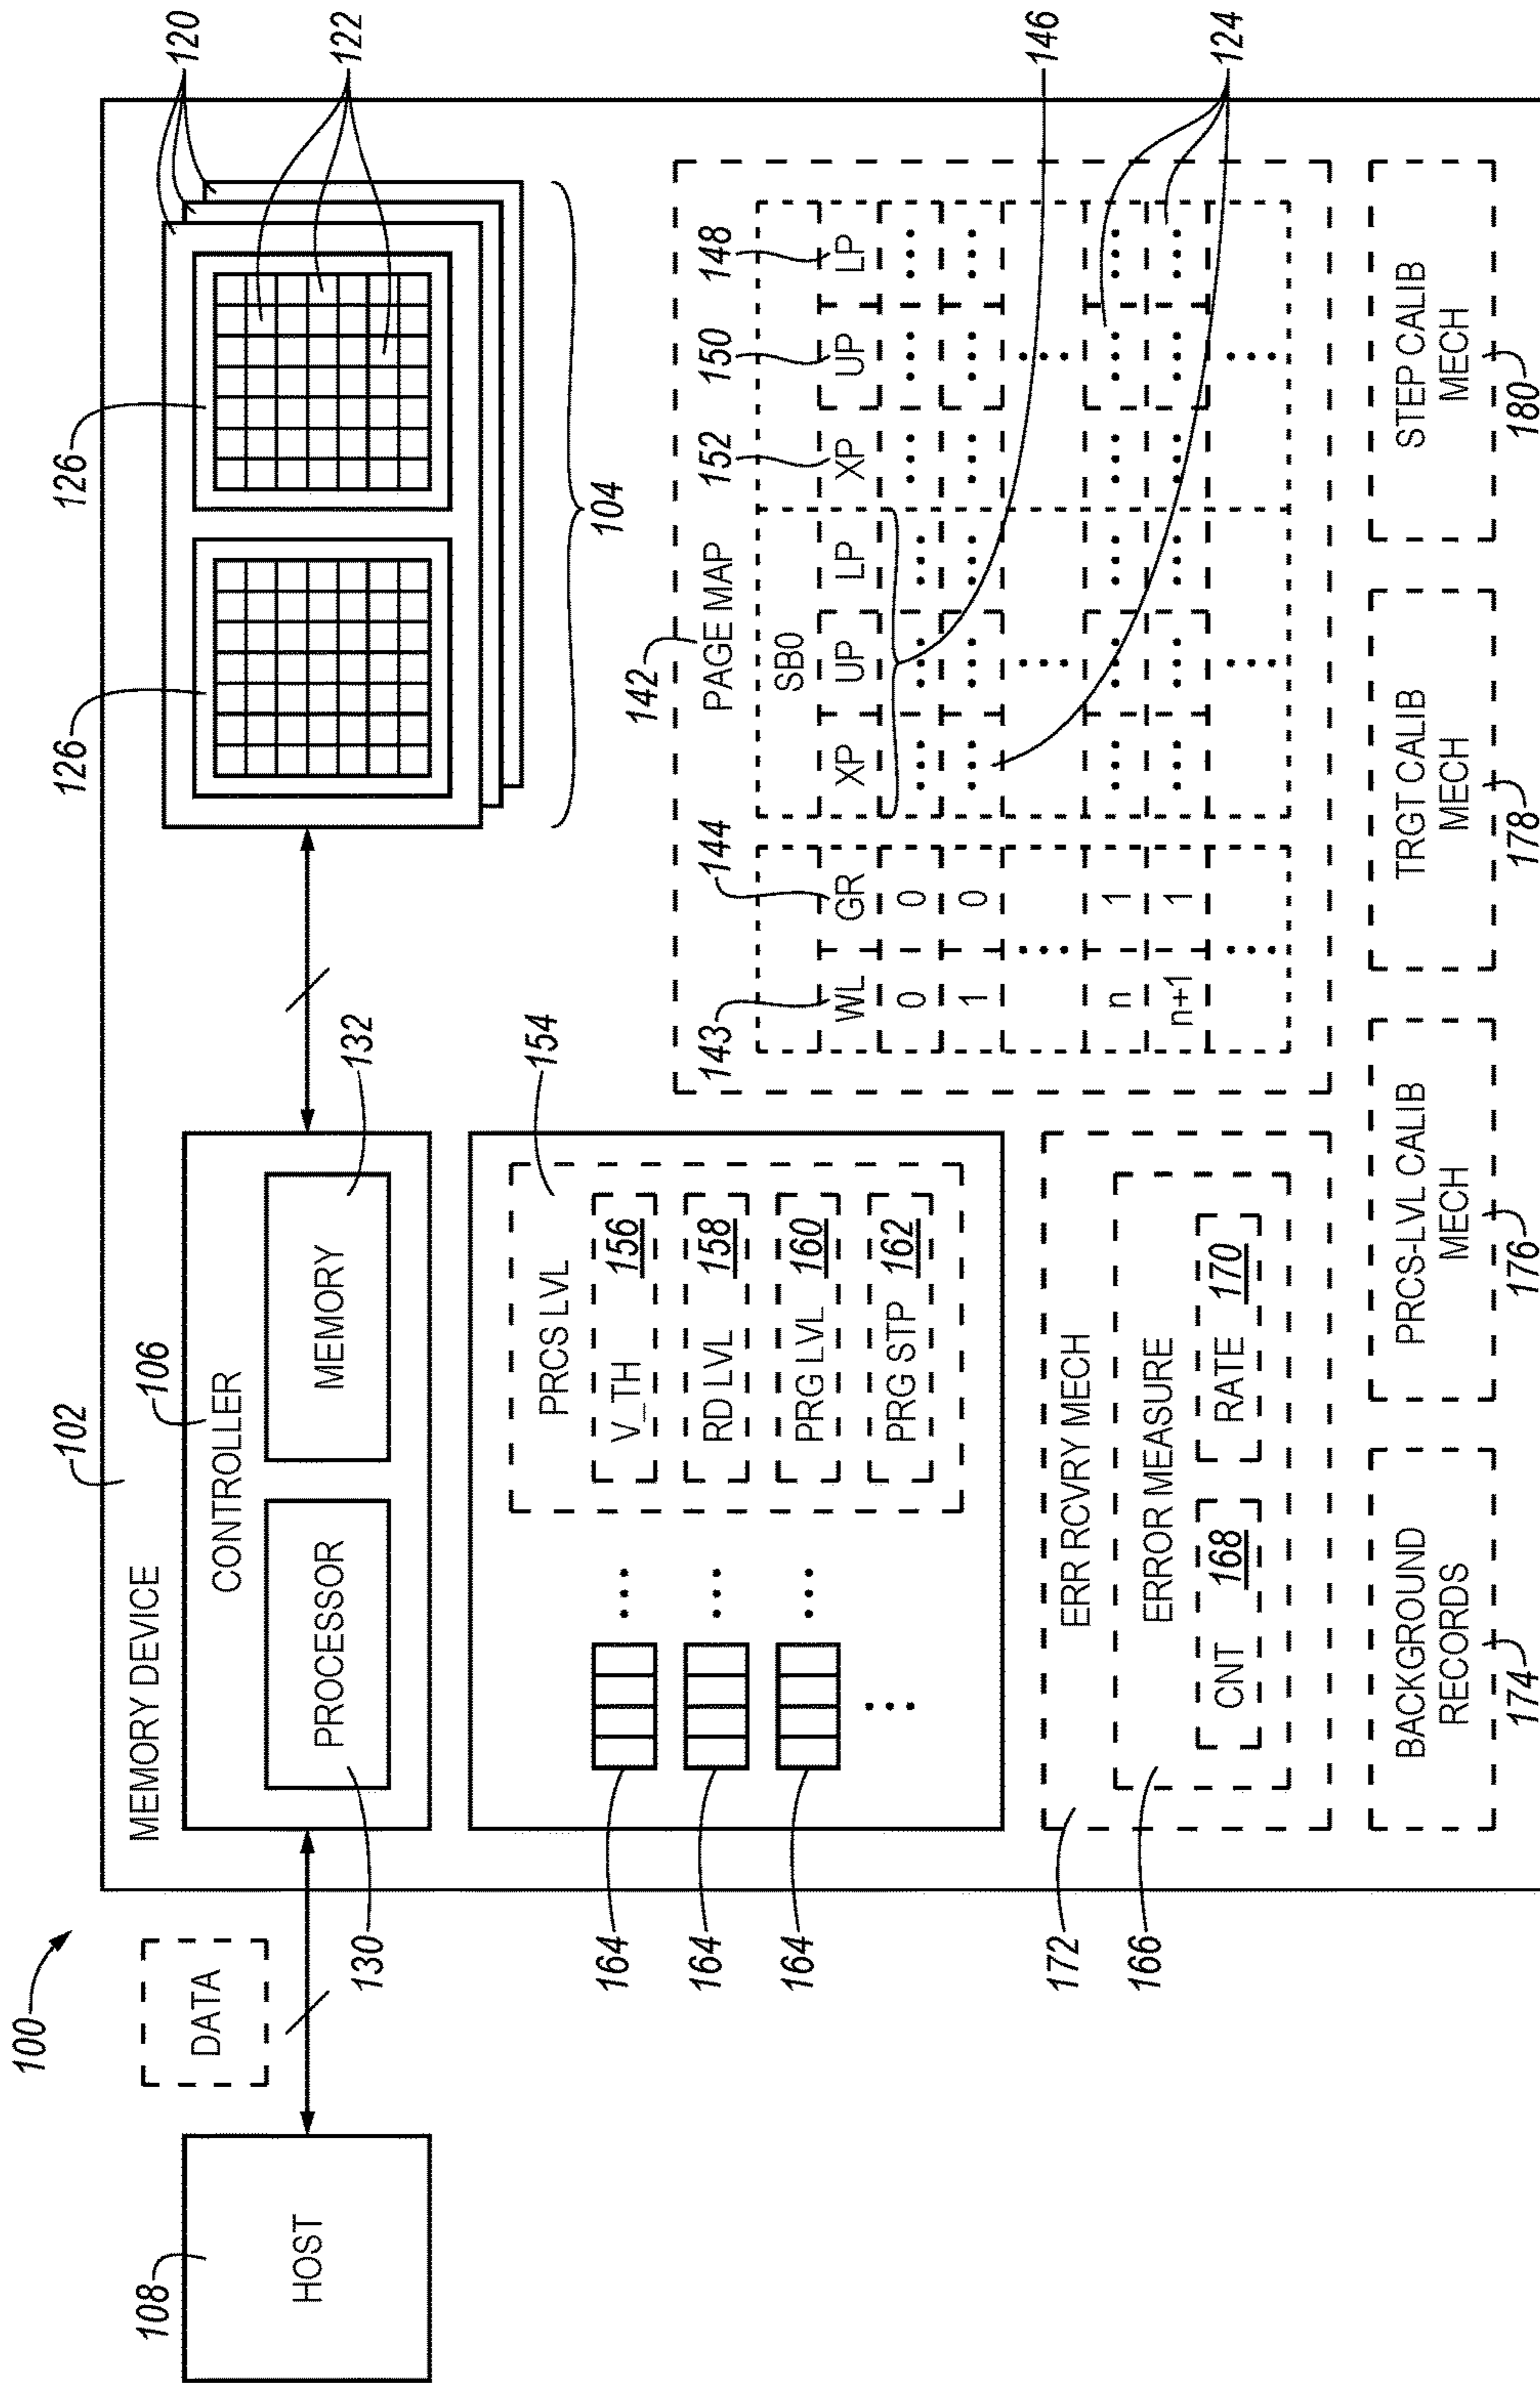 100
102
MEMORY DEVICE
120
122
126
126
104
108
HOST
DATA
106
CONTROLLER
PROCESSOR
MEMORY
130
132
154
PRCS LVL
V_TH 156
RD LVL 158
PRG LVL 160
PRG STP 162
...
...
...
...
164
164
164
142
PAGE MAP
143
144
152
150
148
SB0
WL GR XP UP LP XP UP LP
0 0 ... ... ... ... ... ...
1 0 ... ... ... ... ... ...
... ... ...
n 1 ... ... ... ... ... ...
n+1 1 ... ... ... ... ... ...
... ... ...
146
124
172
ERR RCVRY MECH
166
ERROR MEASURE
CNT 168 RATE 170
BACKGROUND
RECORDS
174
PRCS-LVL CALIB
MECH
176
TRGT CALIB
MECH
178
STEP CALIB
MECH
180